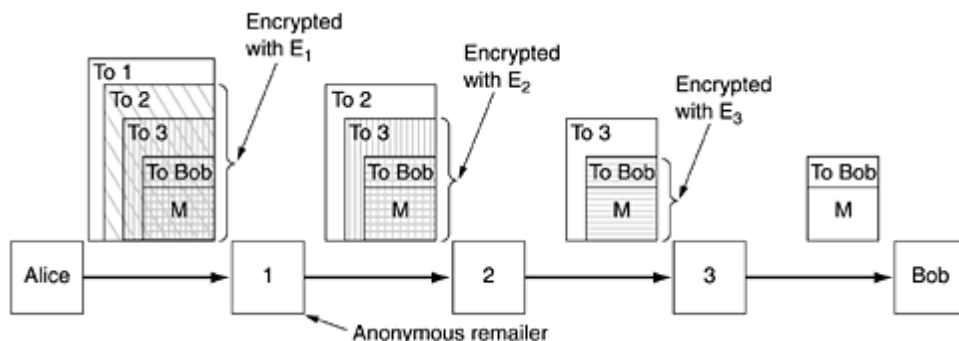 Encrypted
with E1
To 1
To 2
To 3
To Bob
M
Encrypted
with E2
To 2
To 3
To Bob
M
Encrypted
with E3
To 3
To Bob
M
To Bob
M
Alice
1
2
3
Bob
Anonymous remailer